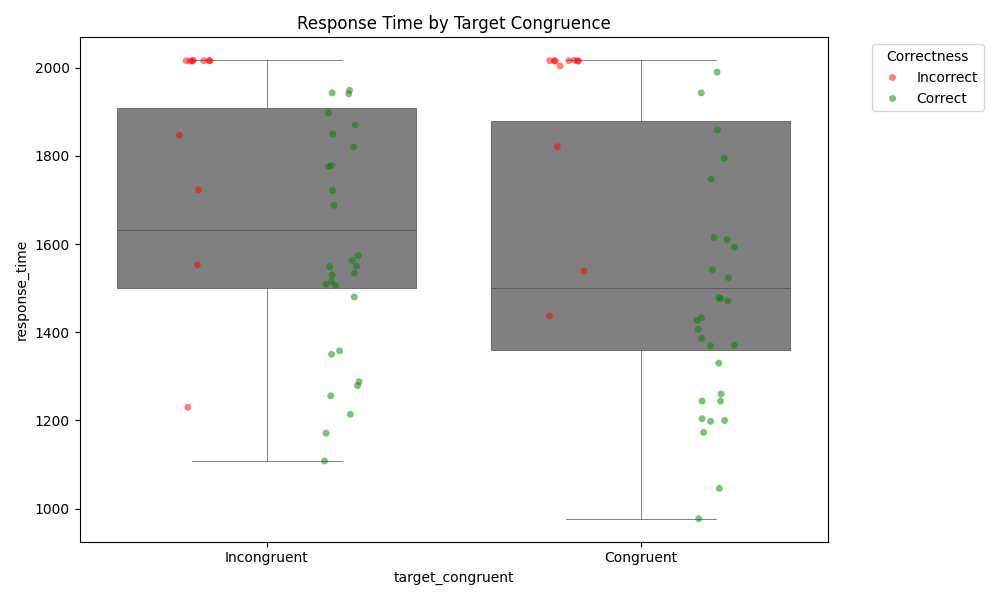 Response Time by Target Congruence
Correctness
Incorrect
Correct
response_time
2000
1800
1600
1400
1200
1000
Incongruent
Congruent
target_congruent